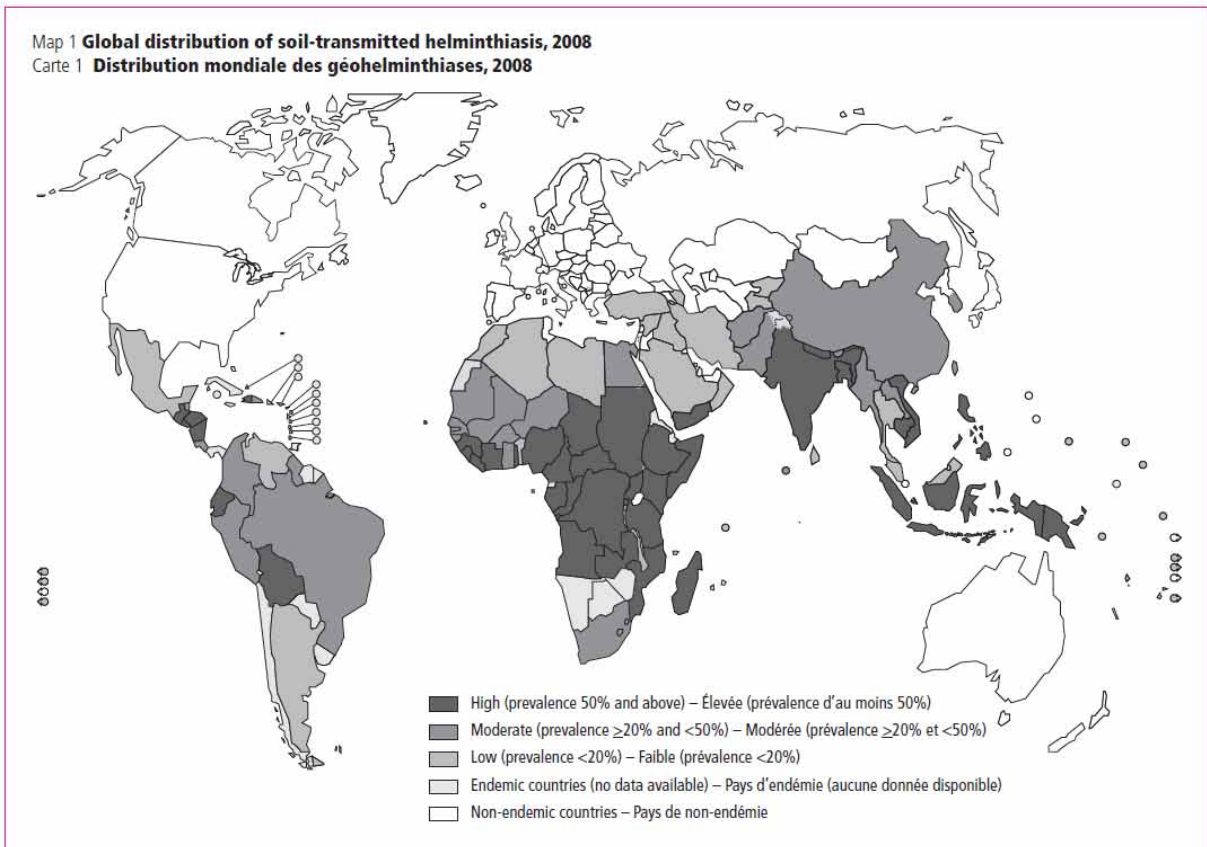 Map 1 Global distribution of soil-transmitted helminthiasis, 2008
Carte 1 Distribution mondiale des géohelminthiases, 2008
High (prevalence 50% and above) – Élevée (prévalence d'au moins 50%)
Moderate (prevalence ≥20% and <50%) – Modérée (prévalence ≥20% et <50%)
Low (prevalence <20%) – Faible (prévalence <20%)
Endemic countries (no data available) – Pays d'endémie (aucune donnée disponible)
Non-endemic countries – Pays de non-endémie